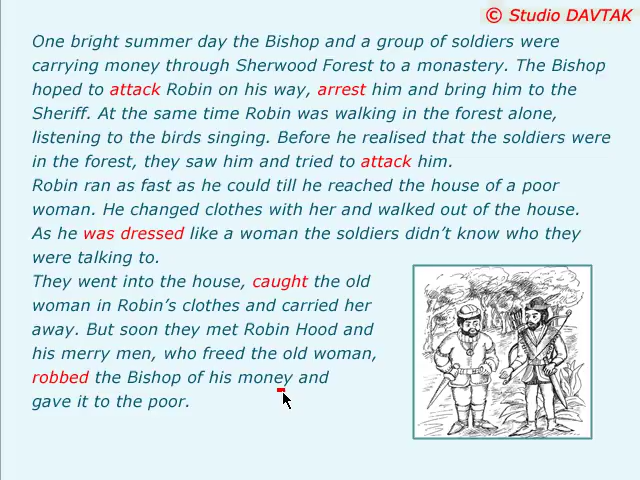 © Studio DAVTAK
One bright summer day the Bishop and a group of soldiers were
carrying money through Sherwood Forest to a monastery. The Bishop
hoped to attack Robin on his way, arrest him and bring him to the
Sheriff. At the same time Robin was walking in the forest alone,
listening to the birds singing. Before he realised that the soldiers were
in the forest, they saw him and tried to attack him.
Robin ran as fast as he could till he reached the house of a poor
woman. He changed clothes with her and walked out of the house.
As he was dressed like a woman the soldiers didn’t know who they
were talking to.
They went into the house, caught the old
woman in Robin’s clothes and carried her
away. But soon they met Robin Hood and
his merry men, who freed the old woman,
robbed the Bishop of his money and
gave it to the poor.